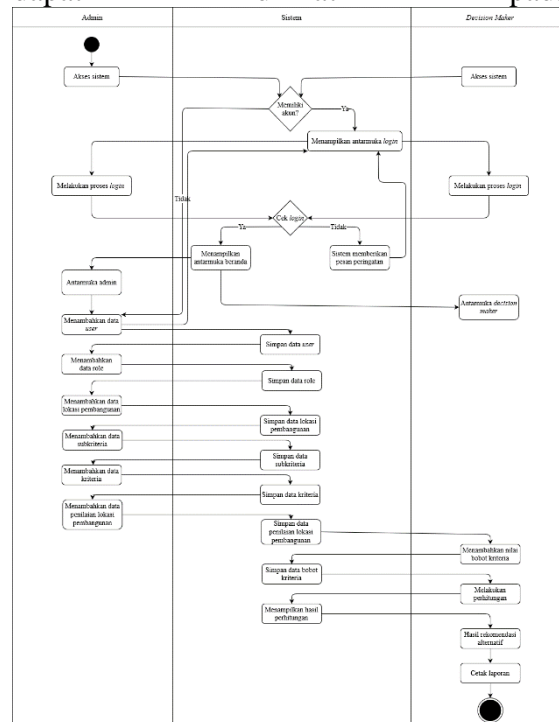 Admin
Sistem
Decision Maker
Akses sistem
Akses sistem
Memiliki
akun?
Ya
Menampilkan antarmuka login
Melakukan proses login
Melakukan proses login
Tidak
Cek login
Ya
Tidak
Menampilkan
antarmuka beranda
Sistem memberikan
pesan peringatan
Antarmuka admin
Antarmuka decision
maker
Menambahkan data
user
Simpan data user
Menambahkan
data role
Simpan data role
Menambahkan data
lokasi pembangunan
Simpan data lokasi
pembangunan
Menambahkan data
subkriteria
Simpan data
subkriteria
Menambahkan data
kriteria
Simpan data kriteria
Menambahkan data
penilaian lokasi
pembangunan
Simpan data
penilaian lokasi
pembangunan
Menambahkan nilai
bobot kriteria
Simpan data bobot
kriteria
Melakukan
perhitungan
Menampilkan hasil
perhitungan
Hasil rekomendasi
alternatif
Cetak laporan